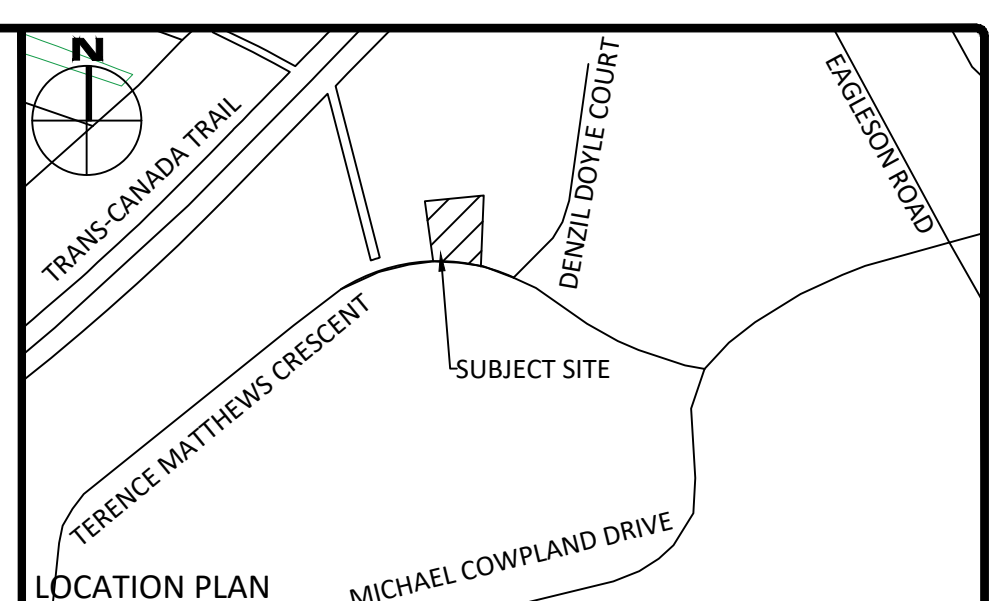 N
TRANS-CANADA TRAIL
DENZIL DOYLE COURT
EAGLESON ROAD
TERENCE MATTHEWS CRESCENT
SUBJECT SITE
MICHAEL COWPLAND DRIVE
LOCATION PLAN